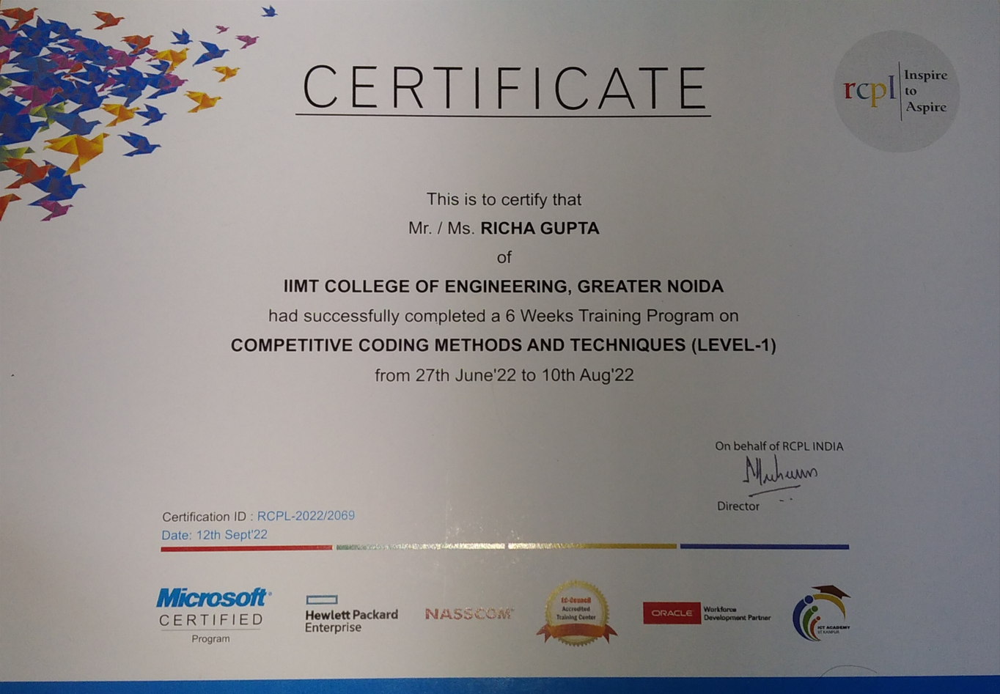 CERTIFICATE
rcpl
Inspire
to
Aspire
This is to certify that
Mr. / Ms. RICHA GUPTA
of
IIMT COLLEGE OF ENGINEERING, GREATER NOIDA
had successfully completed a 6 Weeks Training Program on
COMPETITIVE CODING METHODS AND TECHNIQUES (LEVEL-1)
from 27th June'22 to 10th Aug'22
On behalf of RCPL INDIA
Director
Certification ID : RCPL-2022/2069
Date: 12th Sept'22
Microsoft
CERTIFIED
Program
Hewlett Packard
Enterprise
NASSCOM®
EC-Council
Accredited
Training Center
ORACLE
Workforce
Development Partner
ICT ACADEMY
IIT KANPUR